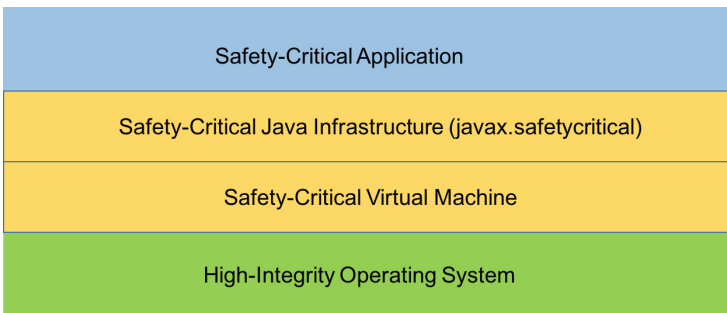 Safety-Critical Application
Safety-Critical Java Infrastructure (javax.safetycritical)
Safety-Critical Virtual Machine
High-Integrity Operating System